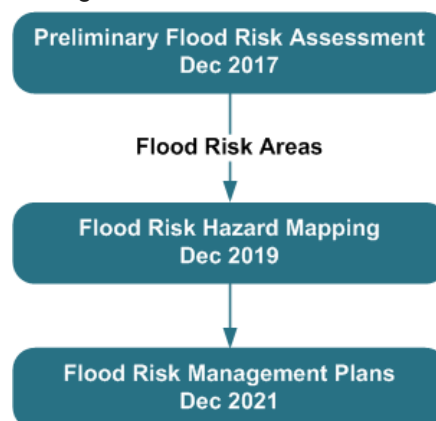 Preliminary Flood Risk Assessment
Dec 2017
Flood Risk Areas
Flood Risk Hazard Mapping
Dec 2019
Flood Risk Management Plans
Dec 2021